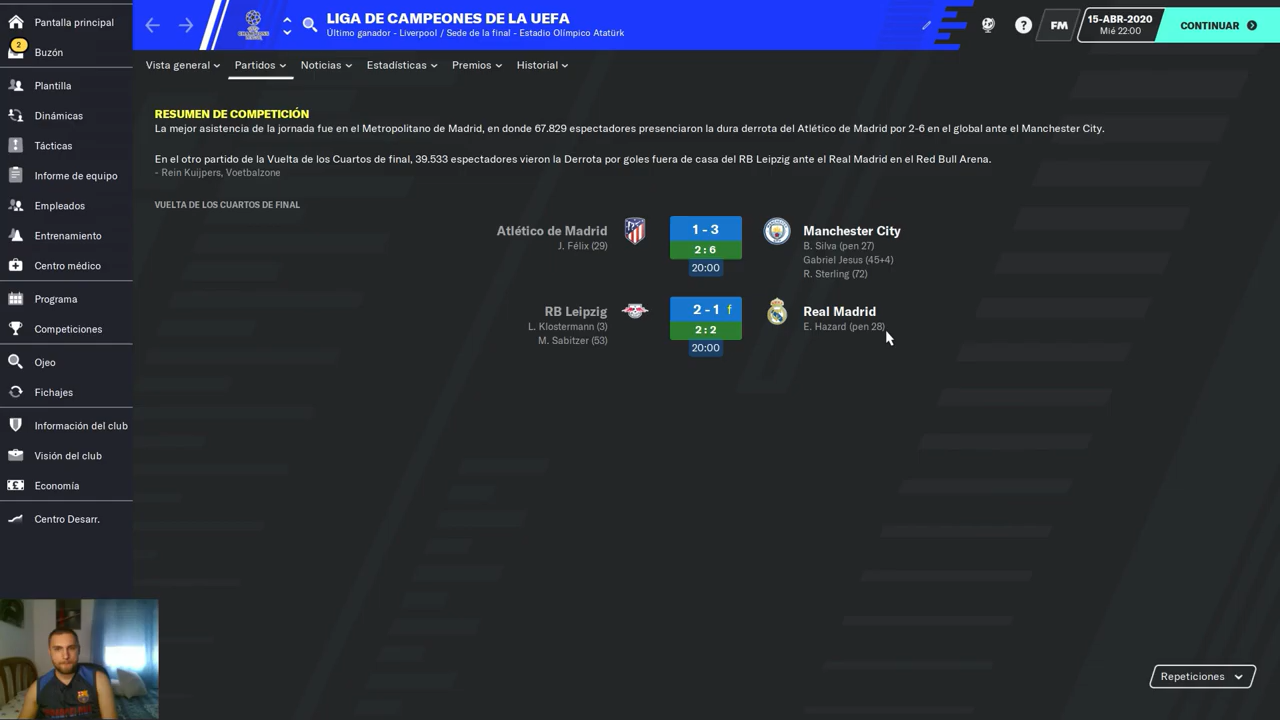 Pantalla principal
2
Buzón
Plantilla
Dinámicas
Tácticas
Informe de equipo
Empleados
Entrenamiento
Centro médico
Programa
Competiciones
Ojeo
Fichajes
Información del club
Visión del club
Economía
Centro Desarr.
LIGA DE CAMPEONES DE LA UEFA
Último ganador - Liverpool / Sede de la final - Estadio Olímpico Atatürk
FM
15-ABR-2020
Mié 22:00
CONTINUAR
Vista general
Partidos
Noticias
Estadísticas
Premios
Historial
RESUMEN DE COMPETICIÓN
La mejor asistencia de la jornada fue en el Metropolitano de Madrid, en donde 67.829 espectadores presenciaron la dura derrota del Atlético de Madrid por 2-6 en el global ante el Manchester City.
En el otro partido de la Vuelta de los Cuartos de final, 39.533 espectadores vieron la Derrota por goles fuera de casa del RB Leipzig ante el Real Madrid en el Red Bull Arena.
- Rein Kuijpers, Voetbalzone
VUELTA DE LOS CUARTOS DE FINAL
Atlético de Madrid 1 - 3 Manchester City
J. Félix (29) 2 : 6 B. Silva (pen 27)
Gabriel Jesus (45+4)
20:00 R. Sterling (72)
RB Leipzig 2 - 1 f Real Madrid
L. Klostermann (3) 2 : 2 E. Hazard (pen 28)
M. Sabitzer (53) 20:00
Repeticiones